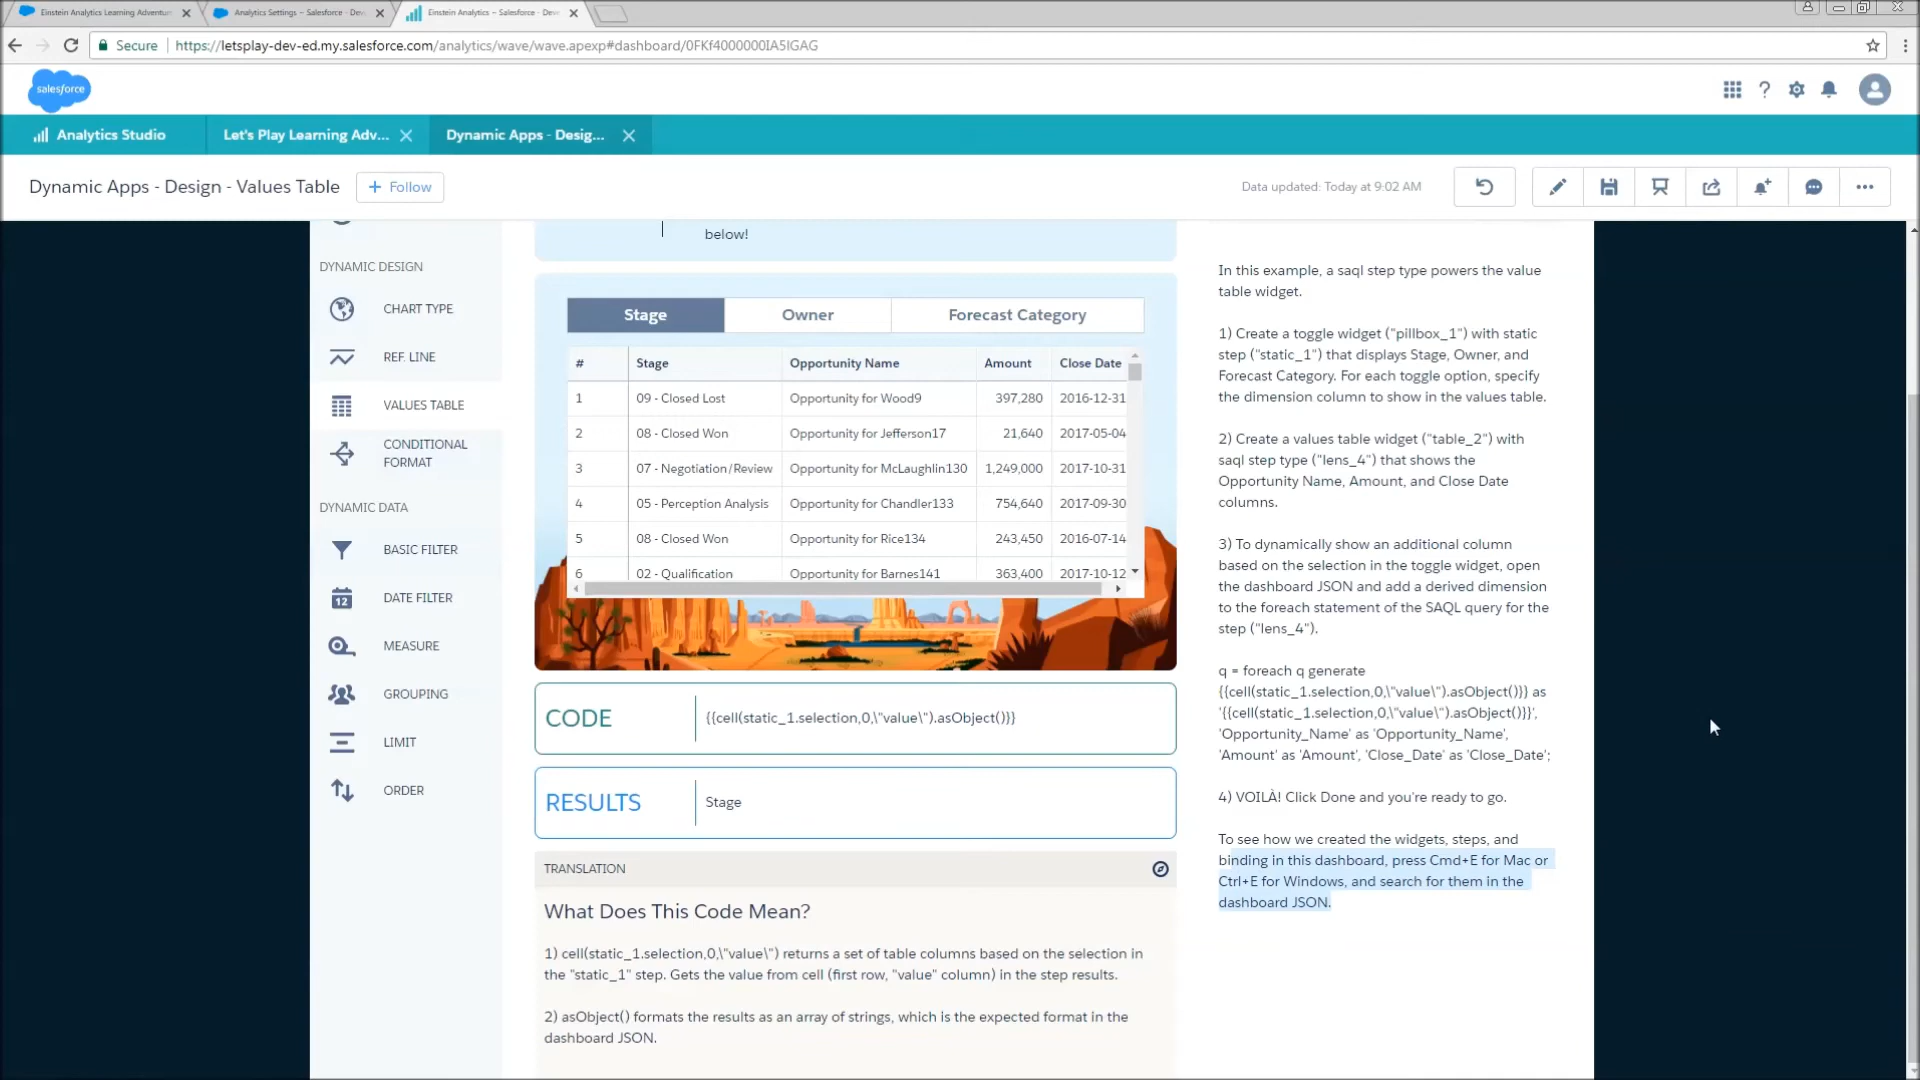 Einstein Analytics Learning Adventur
Analytics Settings ~ Salesforce - Dev
Einstein Analytics ~ Salesforce - Dev
Secure
https://letsplay-dev-ed.my.salesforce.com/analytics/wave/wave.apexp#dashboard/0FKf4000000IA5IGAG
salesforce
Analytics Studio
Let's Play Learning Adv...
Dynamic Apps - Desig...
Dynamic Apps - Design - Values Table
+ Follow
Data updated: Today at 9:02 AM
DYNAMIC DESIGN
CHART TYPE
REF. LINE
VALUES TABLE
CONDITIONAL
FORMAT
DYNAMIC DATA
BASIC FILTER
12
DATE FILTER
MEASURE
GROUPING
LIMIT
ORDER
below!
Stage Owner Forecast Category
# Stage Opportunity Name Amount Close Date
1 09 - Closed Lost Opportunity for Wood9 397,280 2016-12-31
2 08 - Closed Won Opportunity for Jefferson17 21,640 2017-05-04
3 07 - Negotiation/Review Opportunity for McLaughlin130 1,249,000 2017-10-31
4 05 - Perception Analysis Opportunity for Chandler133 754,640 2017-09-30
5 08 - Closed Won Opportunity for Rice134 243,450 2016-07-14
6 02 - Qualification Opportunity for Barnes141 363,400 2017-10-12
CODE
{{cell(static_1.selection,0,\"value\").asObject()}}
RESULTS
Stage
TRANSLATION
What Does This Code Mean?
1) cell(static_1.selection,0,\"value\") returns a set of table columns based on the selection in
the "static_1" step. Gets the value from cell (first row, "value" column) in the step results.
2) asObject() formats the results as an array of strings, which is the expected format in the
dashboard JSON.
In this example, a saql step type powers the value
table widget.
1) Create a toggle widget ("pillbox_1") with static
step ("static_1") that displays Stage, Owner, and
Forecast Category. For each toggle option, specify
the dimension column to show in the values table.
2) Create a values table widget ("table_2") with
saql step type ("lens_4") that shows the
Opportunity Name, Amount, and Close Date
columns.
3) To dynamically show an additional column
based on the selection in the toggle widget, open
the dashboard JSON and add a derived dimension
to the foreach statement of the SAQL query for the
step ("lens_4").
q = foreach q generate
{{cell(static_1.selection,0,\"value\").asObject()}} as
'{{cell(static_1.selection,0,\"value\").asObject()}}',
'Opportunity_Name' as 'Opportunity_Name',
'Amount' as 'Amount', 'Close_Date' as 'Close_Date';
4) VOILÀ! Click Done and you're ready to go.
To see how we created the widgets, steps, and
binding in this dashboard, press Cmd+E for Mac or
Ctrl+E for Windows, and search for them in the
dashboard JSON.